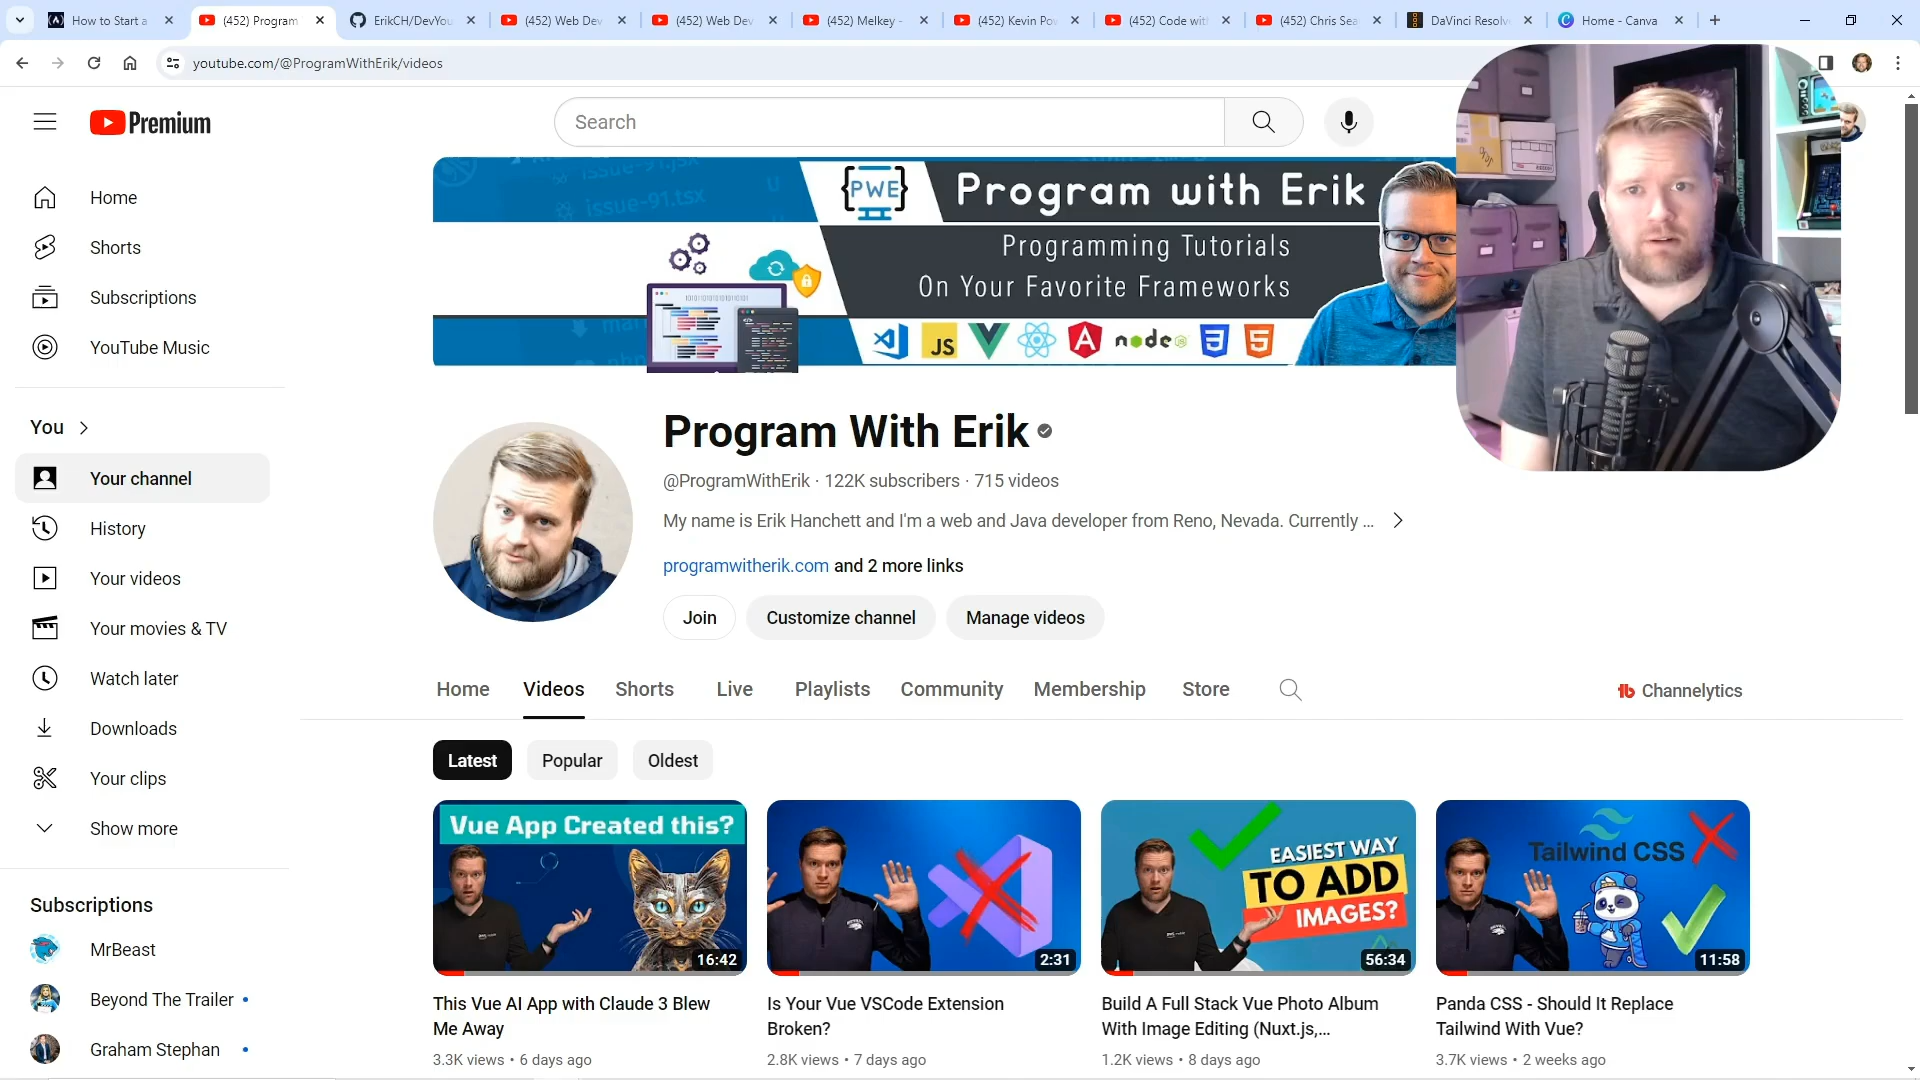 How to Start a
(452) Program
ErikCH/DevYou
(452) Web Dev
(452) Web Dev
(452) Melkey -
(452) Kevin Pow
(452) Code with
(452) Chris Sea
DaVinci Resolv
Home - Canva
youtube.com/@ProgramWithErik/videos
Premium
Search
Home
Shorts
Subscriptions
YouTube Music
You
Your channel
History
Your videos
Your movies & TV
Watch later
Downloads
Your clips
Show more
Subscriptions
MrBeast
Beyond The Trailer
Graham Stephan
issue-91.jsx
issue-91.tsx
PWE
Program with Erik
Programming Tutorials
On Your Favorite Frameworks
JS
node
Program With Erik
@ProgramWithErik · 122K subscribers · 715 videos
My name is Erik Hanchett and I'm a web and Java developer from Reno, Nevada. Currently ...
programwitherik.com and 2 more links
Join
Customize channel
Manage videos
Home
Videos
Shorts
Live
Playlists
Community
Membership
Store
Channelytics
Latest
Popular
Oldest
Vue App Created this?
16:42
This Vue AI App with Claude 3 Blew
Me Away
3.3K views • 6 days ago
2:31
Is Your Vue VSCode Extension
Broken?
2.8K views • 7 days ago
EASIEST WAY
TO ADD
IMAGES?
56:34
Build A Full Stack Vue Photo Album
With Image Editing (Nuxt.js,...
1.2K views • 8 days ago
Tailwind CSS
11:58
Panda CSS - Should It Replace
Tailwind With Vue?
3.7K views • 2 weeks ago